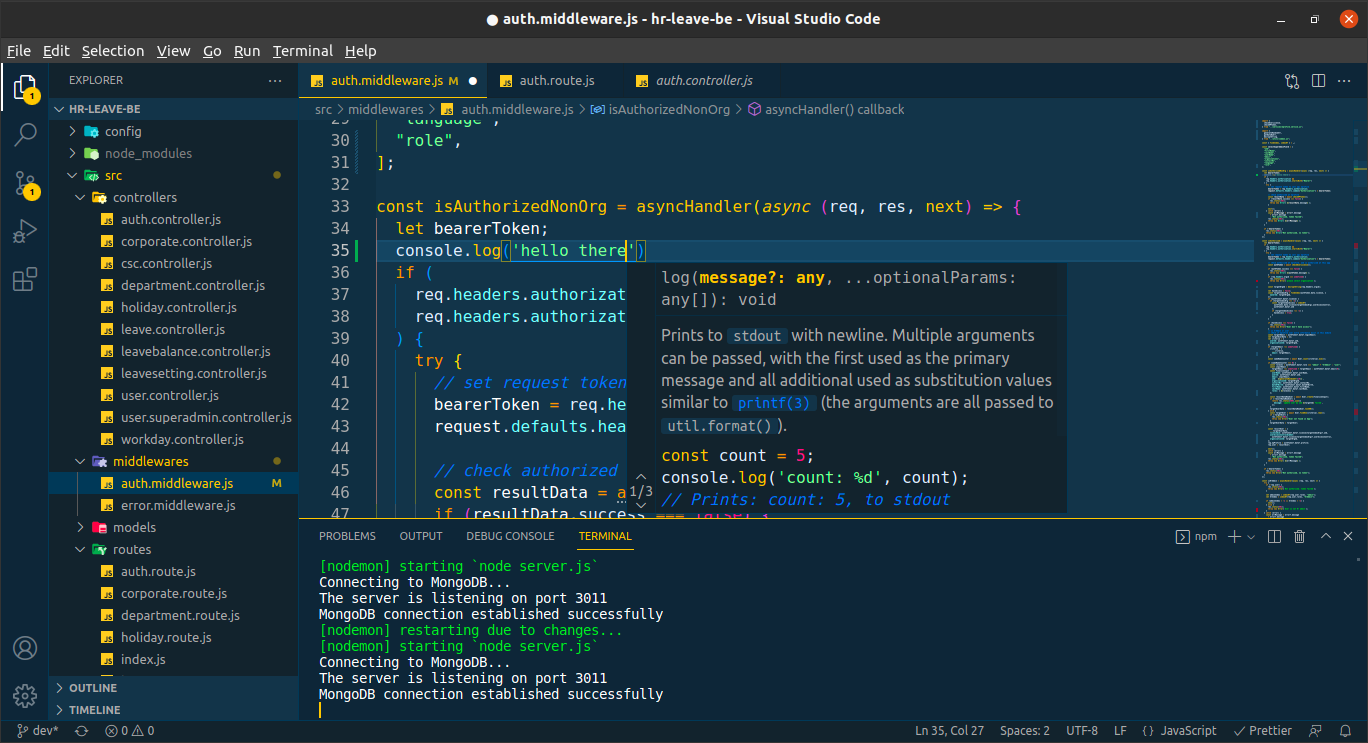 ● auth.middleware.js - hr-leave-be - Visual Studio Code
File Edit Selection View Go Run Terminal Help
EXPLORER
HR-LEAVE-BE
config
node_modules
src
controllers
auth.controller.js
corporate.controller.js
csc.controller.js
department.controller.js
holiday.controller.js
leave.controller.js
leavebalance.controller.js
leavesetting.controller.js
user.controller.js
user.superadmin.controller.js
workday.controller.js
middlewares
auth.middleware.js M
error.middleware.js
models
routes
auth.route.js
corporate.route.js
department.route.js
holiday.route.js
index.js
OUTLINE
TIMELINE
1
1
JS auth.middleware.js M ● JS auth.route.js JS auth.controller.js
src > middlewares > JS auth.middleware.js > isAuthorizedNonOrg > asyncHandler() callback
29 "language",
30 "role",
31 ];
32
33 const isAuthorizedNonOrg = asyncHandler(async (req, res, next) => {
34 let bearerToken;
35 console.log('hello there')
36 if (
37 req.headers.authorizat
38 req.headers.authorizat
39 ) {
40 try {
41 // set request token
42 bearerToken = req.he
43 request.defaults.hea
44
45 // check authorized
46 const resultData = a
47 if (resultData.success === false) {
log(message?: any, ...optionalParams:
any[]): void
Prints to stdout with newline. Multiple arguments
can be passed, with the first used as the primary
message and all additional used as substitution values
similar to printf(3) (the arguments are all passed to
util.format() ).
const count = 5;
console.log('count: %d', count);
1/3
// Prints: count: 5, to stdout
PROBLEMS OUTPUT DEBUG CONSOLE TERMINAL
npm
[nodemon] starting `node server.js`
Connecting to MongoDB...
The server is listening on port 3011
MongoDB connection established successfully
[nodemon] restarting due to changes...
[nodemon] starting `node server.js`
Connecting to MongoDB...
The server is listening on port 3011
MongoDB connection established successfully
dev* 0 0 Ln 35, Col 27 Spaces: 2 UTF-8 LF { } JavaScript Prettier